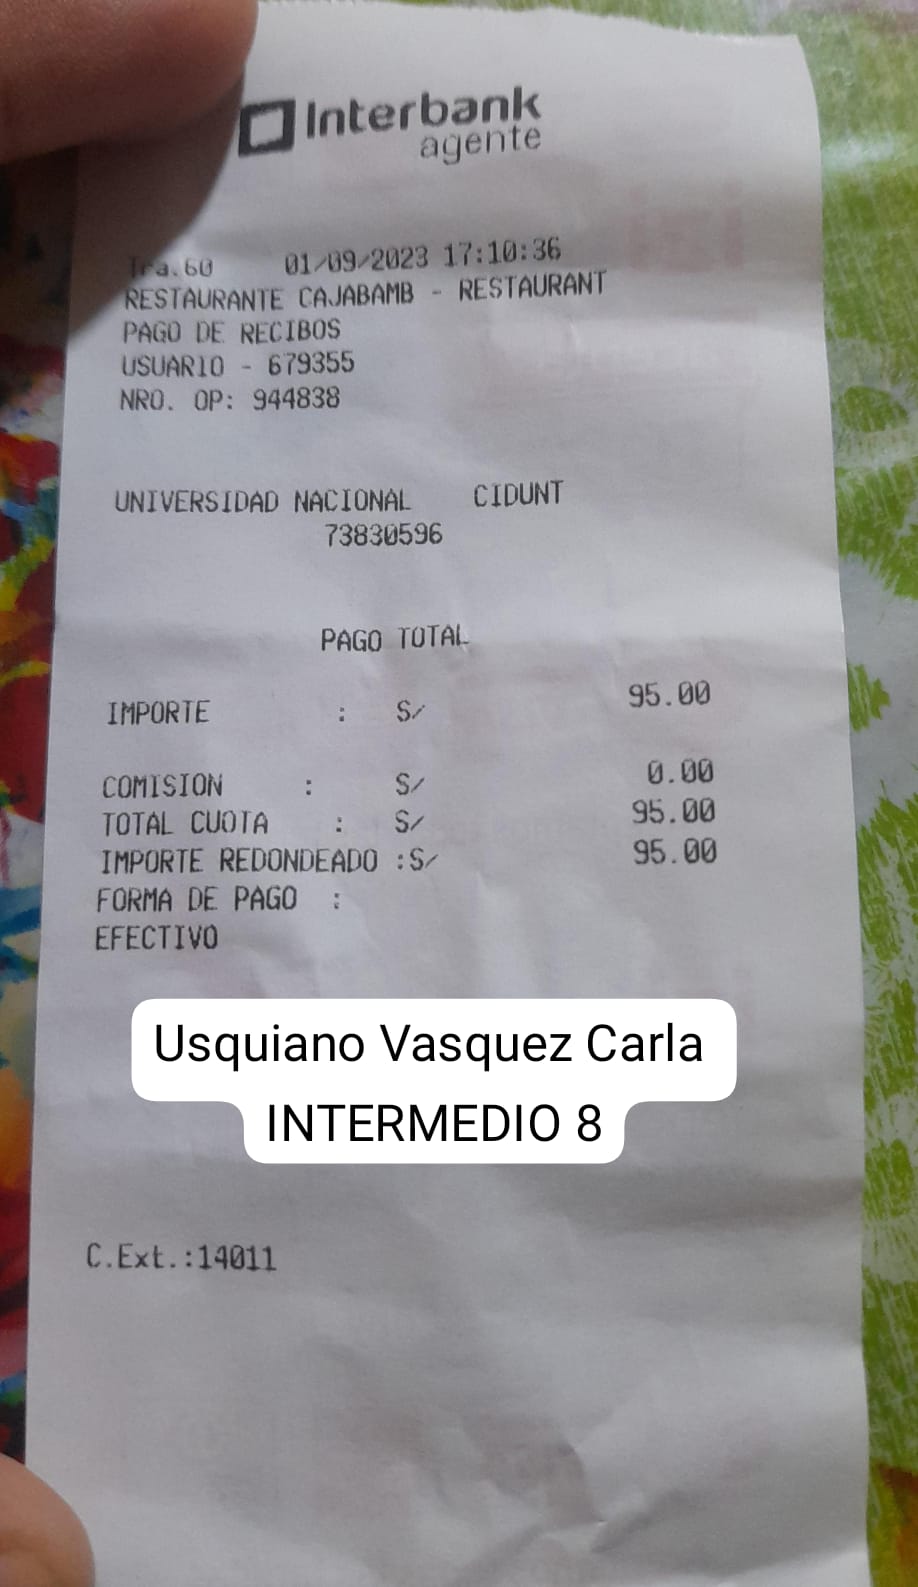 Interbank
agente
Tra.60 01/09/2023 17:10:36
RESTAURANTE CAJABAMB - RESTAURANT
PAGO DE RECIBOS
USUARIO - 679355
NRO. OP: 944838
UNIVERSIDAD NACIONAL CIDUNT
73830596
PAGO TOTAL
IMPORTE : S/ 95.00
COMISION : S/ 0.00
TOTAL CUOTA : S/ 95.00
IMPORTE REDONDEADO :S/ 95.00
FORMA DE PAGO :
EFECTIVO
Usquiano Vasquez Carla
INTERMEDIO 8
C.Ext.:14011